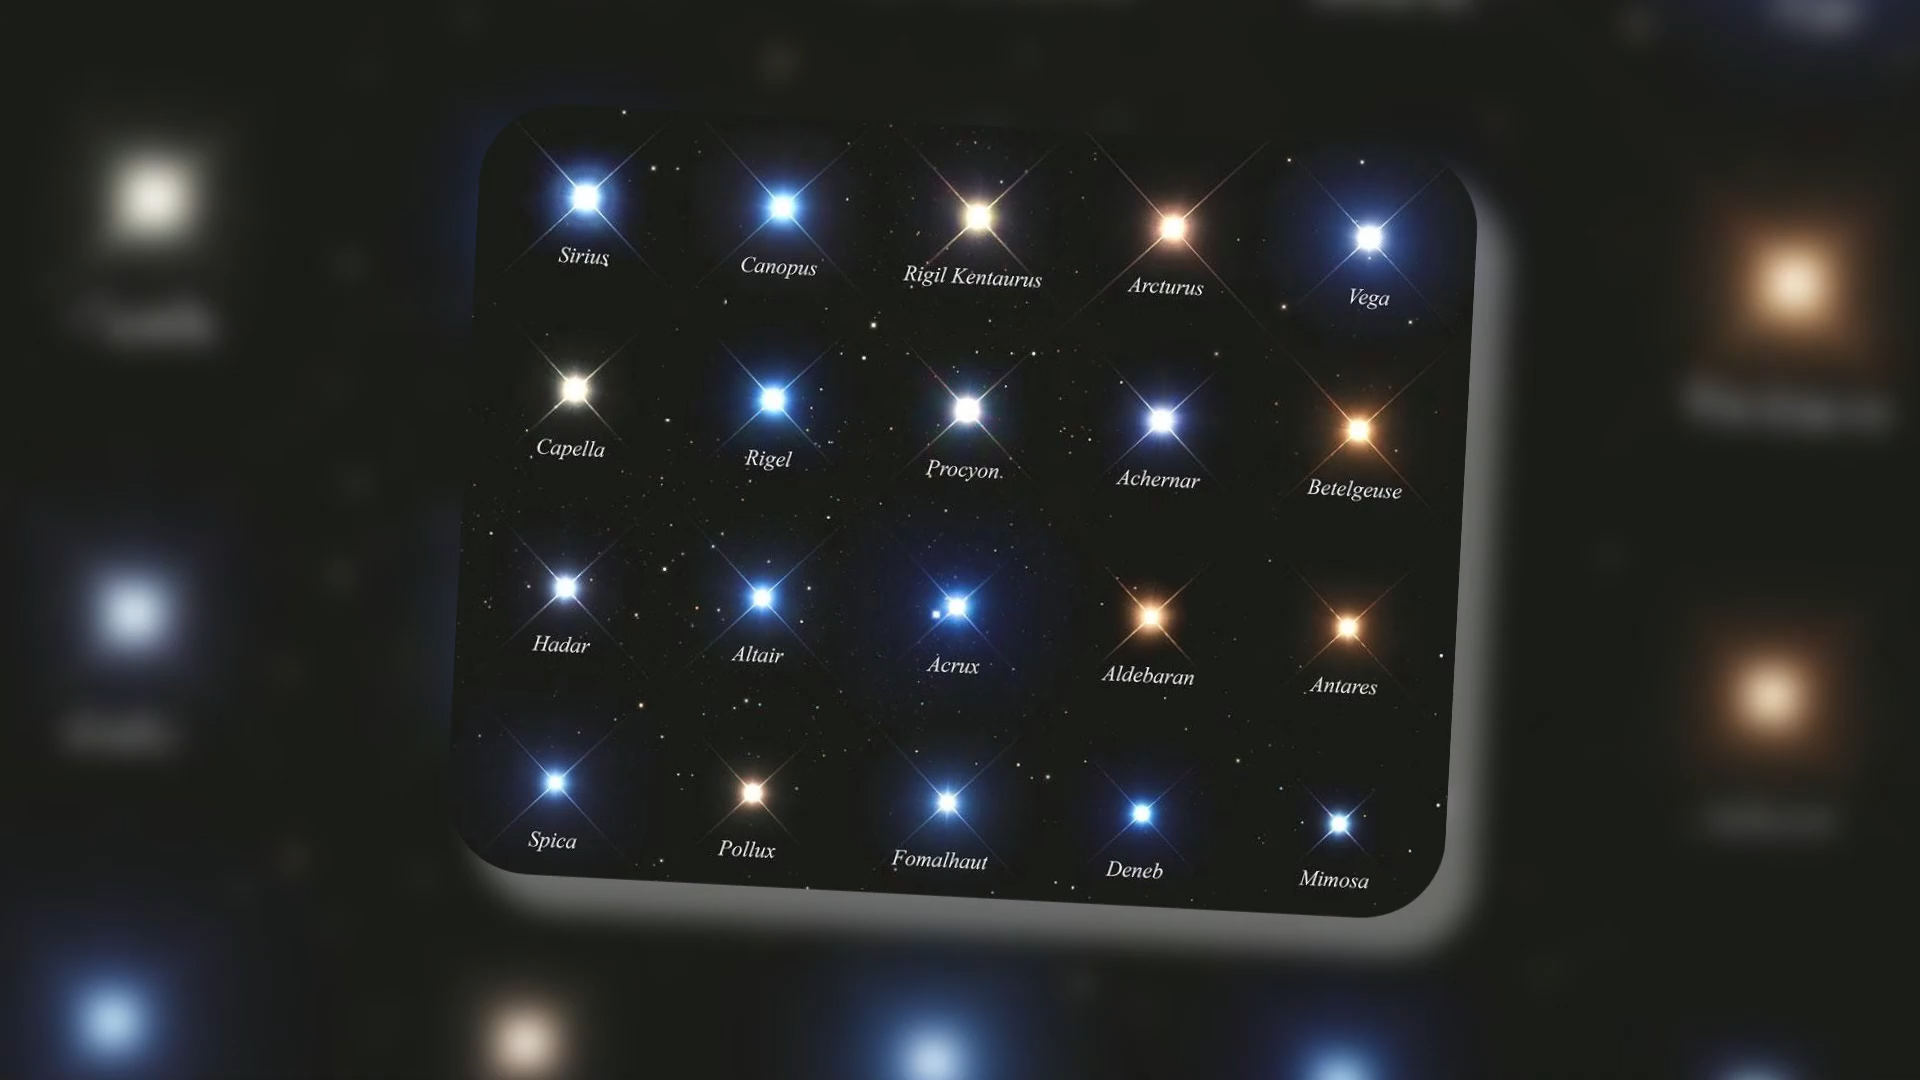 Sirius
Canopus
Rigil Kentaurus
Arcturus
Vega
Capella
Rigel
Procyon
Achernar
Betelgeuse
Hadar
Altair
Acrux
Aldebaran
Antares
Spica
Pollux
Fomalhaut
Deneb
Mimosa